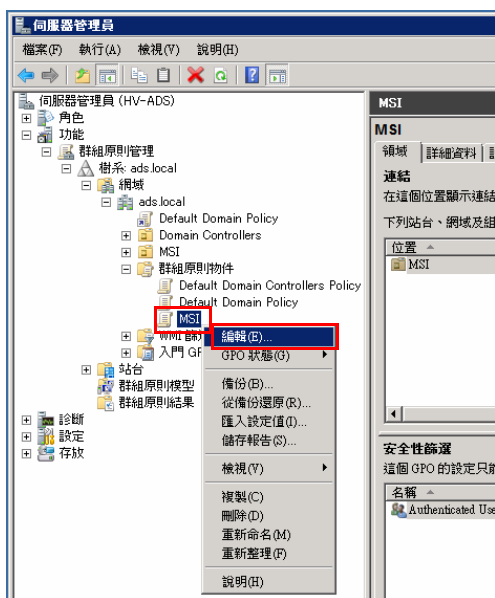 伺服器管理員
檔案(F) 執行(A) 檢視(V) 說明(H)
伺服器管理員 (HV-ADS)
角色
功能
群組原則管理
樹系: ads.local
網域
ads.local
Default Domain Policy
Domain Controllers
MSI
群組原則物件
Default Domain Controllers Policy
Default Domain Policy
MSI
WMI 篩
入門 GP
站台
群組原則模型
群組原則結果
診斷
設定
存放
編輯(E)...
GPO 狀態(G)
備份(B)...
從備份還原(R)...
匯入設定值(I)...
儲存報告(S)...
檢視(V)
複製(C)
刪除(D)
重新命名(M)
重新整理(F)
說明(H)
MSI
MSI
領域 詳細資料
連結
在這個位置顯示連結
下列站台、網域及組
位置
MSI
安全性篩選
這個 GPO 的設定只能
名稱
Authenticated Use